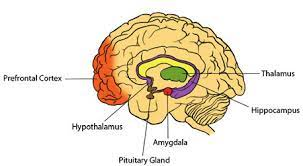 Prefrontal Cortex
Thalamus
Hippocampus
Hypothalamus
Amygdala
Pituitary Gland